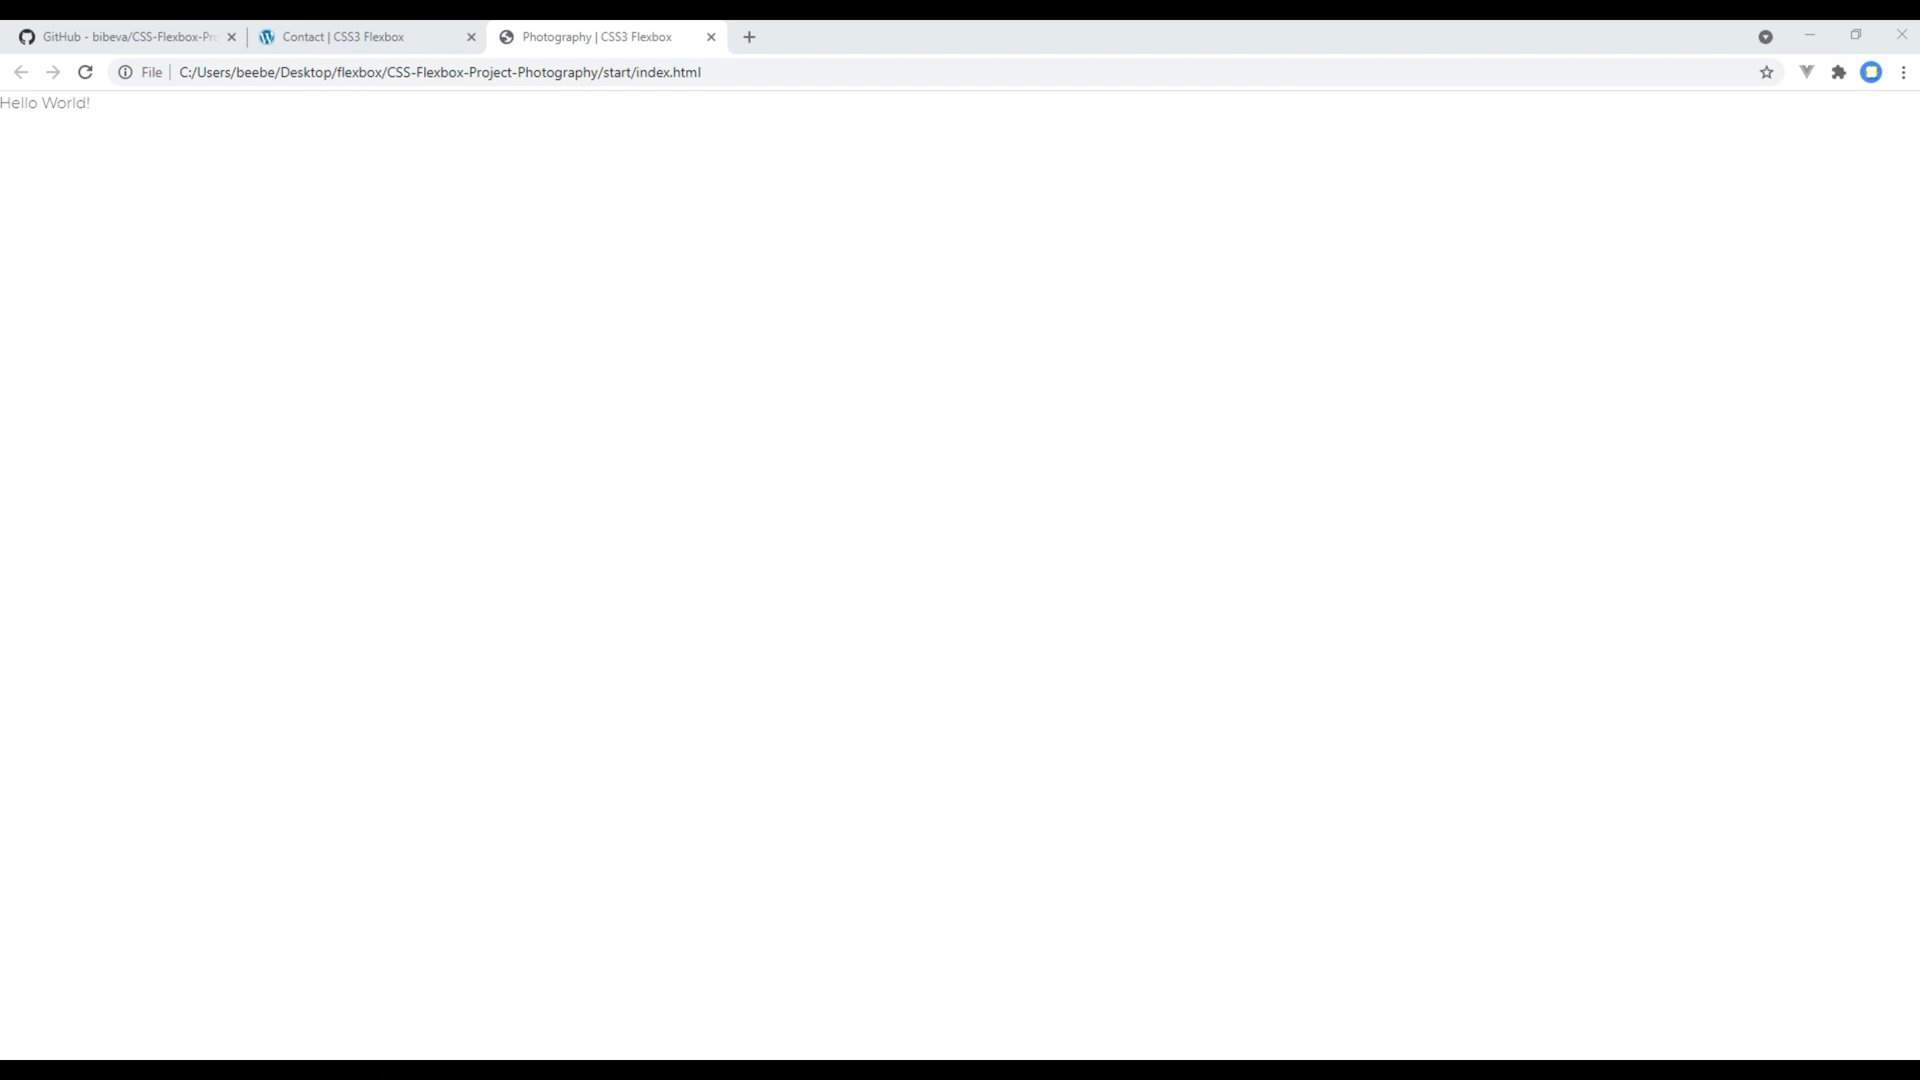 GitHub - bibeva/CSS-Flexbox-Pro
Contact | CSS3 Flexbox
Photography | CSS3 Flexbox
File
C:/Users/beebe/Desktop/flexbox/CSS-Flexbox-Project-Photography/start/index.html
Hello World!